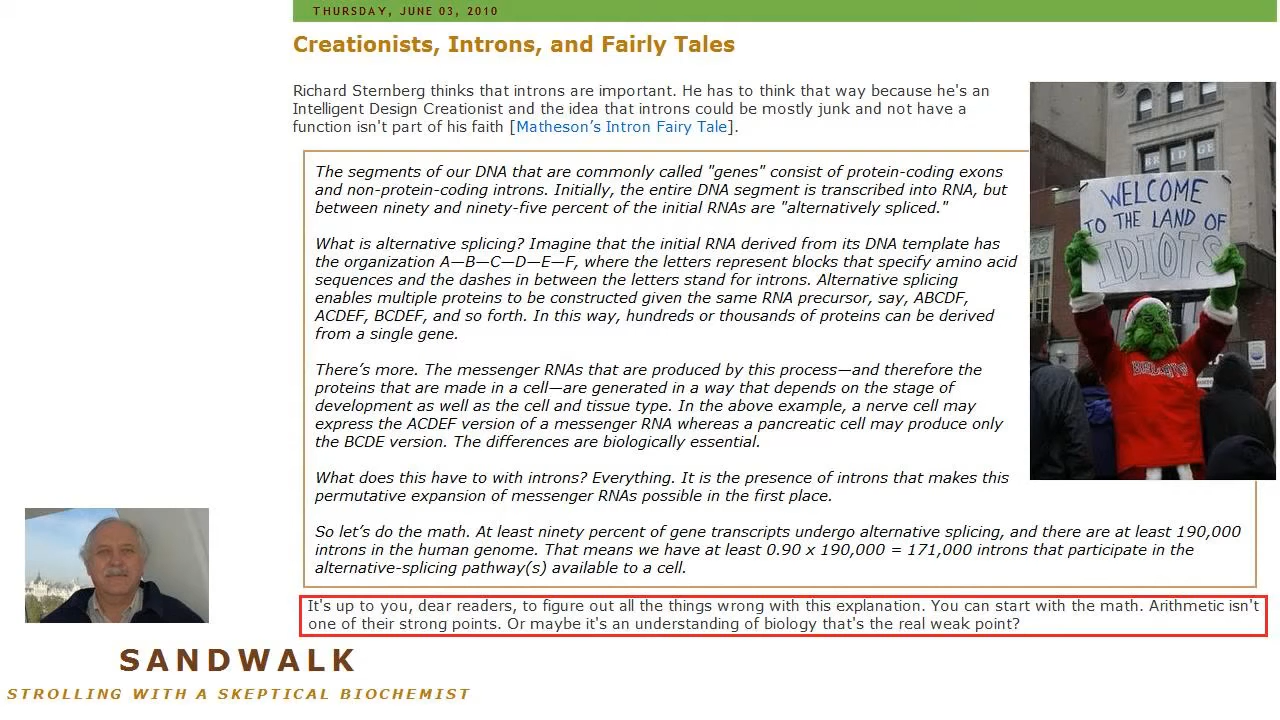 THURSDAY, JUNE 03, 2010
Creationists, Introns, and Fairly Tales
Richard Sternberg thinks that introns are important. He has to think that way because he's an
Intelligent Design Creationist and the idea that introns could be mostly junk and not have a
function isn't part of his faith [Matheson’s Intron Fairy Tale].
The segments of our DNA that are commonly called "genes" consist of protein-coding exons
and non-protein-coding introns. Initially, the entire DNA segment is transcribed into RNA, but
between ninety and ninety-five percent of the initial RNAs are "alternatively spliced."
What is alternative splicing? Imagine that the initial RNA derived from its DNA template has
the organization A—B—C—D—E—F, where the letters represent blocks that specify amino acid
sequences and the dashes in between the letters stand for introns. Alternative splicing
enables multiple proteins to be constructed given the same RNA precursor, say, ABCDF,
ACDEF, BCDEF, and so forth. In this way, hundreds or thousands of proteins can be derived
from a single gene.
There’s more. The messenger RNAs that are produced by this process—and therefore the
proteins that are made in a cell—are generated in a way that depends on the stage of
development as well as the cell and tissue type. In the above example, a nerve cell may
express the ACDEF version of a messenger RNA whereas a pancreatic cell may produce only
the BCDE version. The differences are biologically essential.
What does this have to with introns? Everything. It is the presence of introns that makes this
permutative expansion of messenger RNAs possible in the first place.
So let’s do the math. At least ninety percent of gene transcripts undergo alternative splicing, and there are at least 190,000
introns in the human genome. That means we have at least 0.90 x 190,000 = 171,000 introns that participate in the
alternative-splicing pathway(s) available to a cell.
It's up to you, dear readers, to figure out all the things wrong with this explanation. You can start with the math. Arithmetic isn't
one of their strong points. Or maybe it's an understanding of biology that's the real weak point?
WELCOME
TO THE LAND OF
IDIOTS
SANDWALK
STROLLING WITH A SKEPTICAL BIOCHEMIST